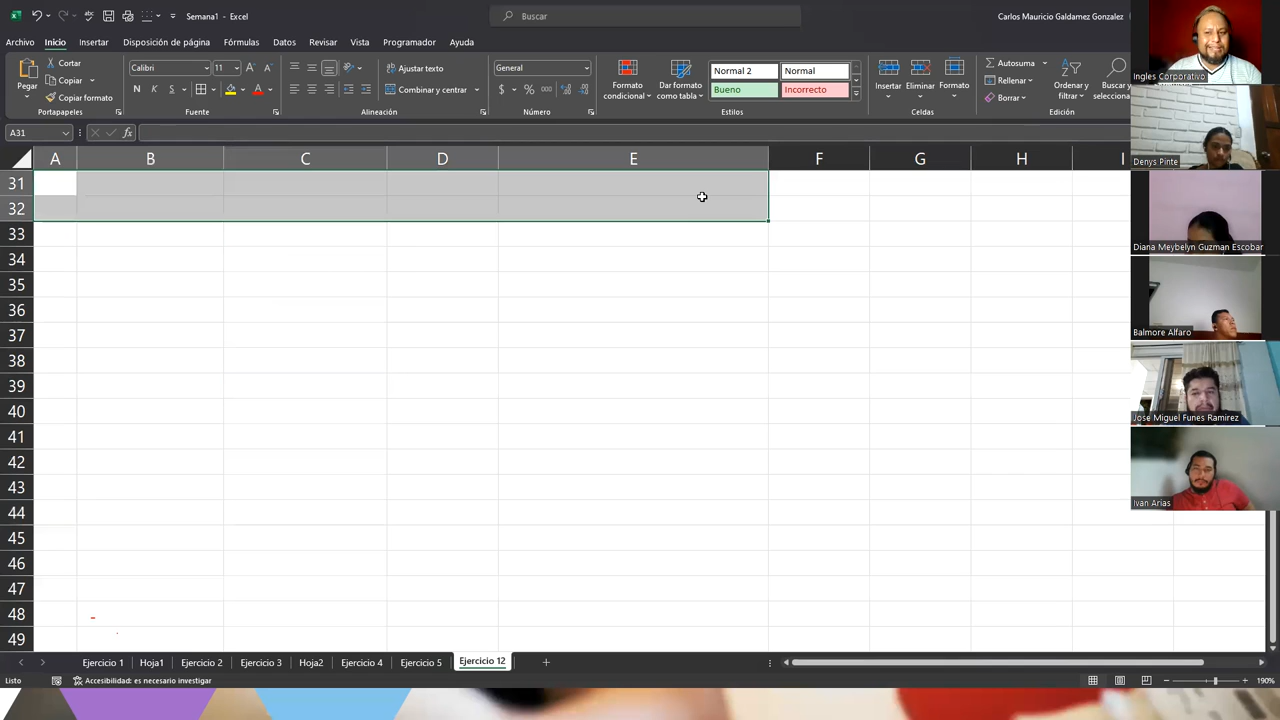 Semana1 - Excel
Buscar
Carlos Mauricio Galdamez Gonzalez
Archivo Inicio Insertar Disposición de página Fórmulas Datos Revisar Vista Programador Ayuda
Pegar
Cortar
Copiar
Copiar formato
Portapapeles
Calibri 11
N K S
Fuente
Ajustar texto
Combinar y centrar
Alineación
General
$ % 000
Número
Formato condicional
Dar formato como tabla
Normal 2 Normal
Bueno Incorrecto
Estilos
Insertar Eliminar Formato
Celdas
Autosuma
Rellenar
Borrar
Ordenar y filtrar
Buscar y selecciona
Edición
A31
fx
A B C D E F G H I
31
32
33
34
35
36
37
38
39
40
41
42
43
44
45
46
47
48
49
Ejercicio 1 Hoja1 Ejercicio 2 Ejercicio 3 Hoja2 Ejercicio 4 Ejercicio 5 Ejercicio 12
Listo Accesibilidad: es necesario investigar 190%
Ingles Corporativo
Denys Pinte
Diana Meybelyn Guzman Escobar
Balmore Alfaro
Jose Miguel Funes Ramirez
Ivan Arias